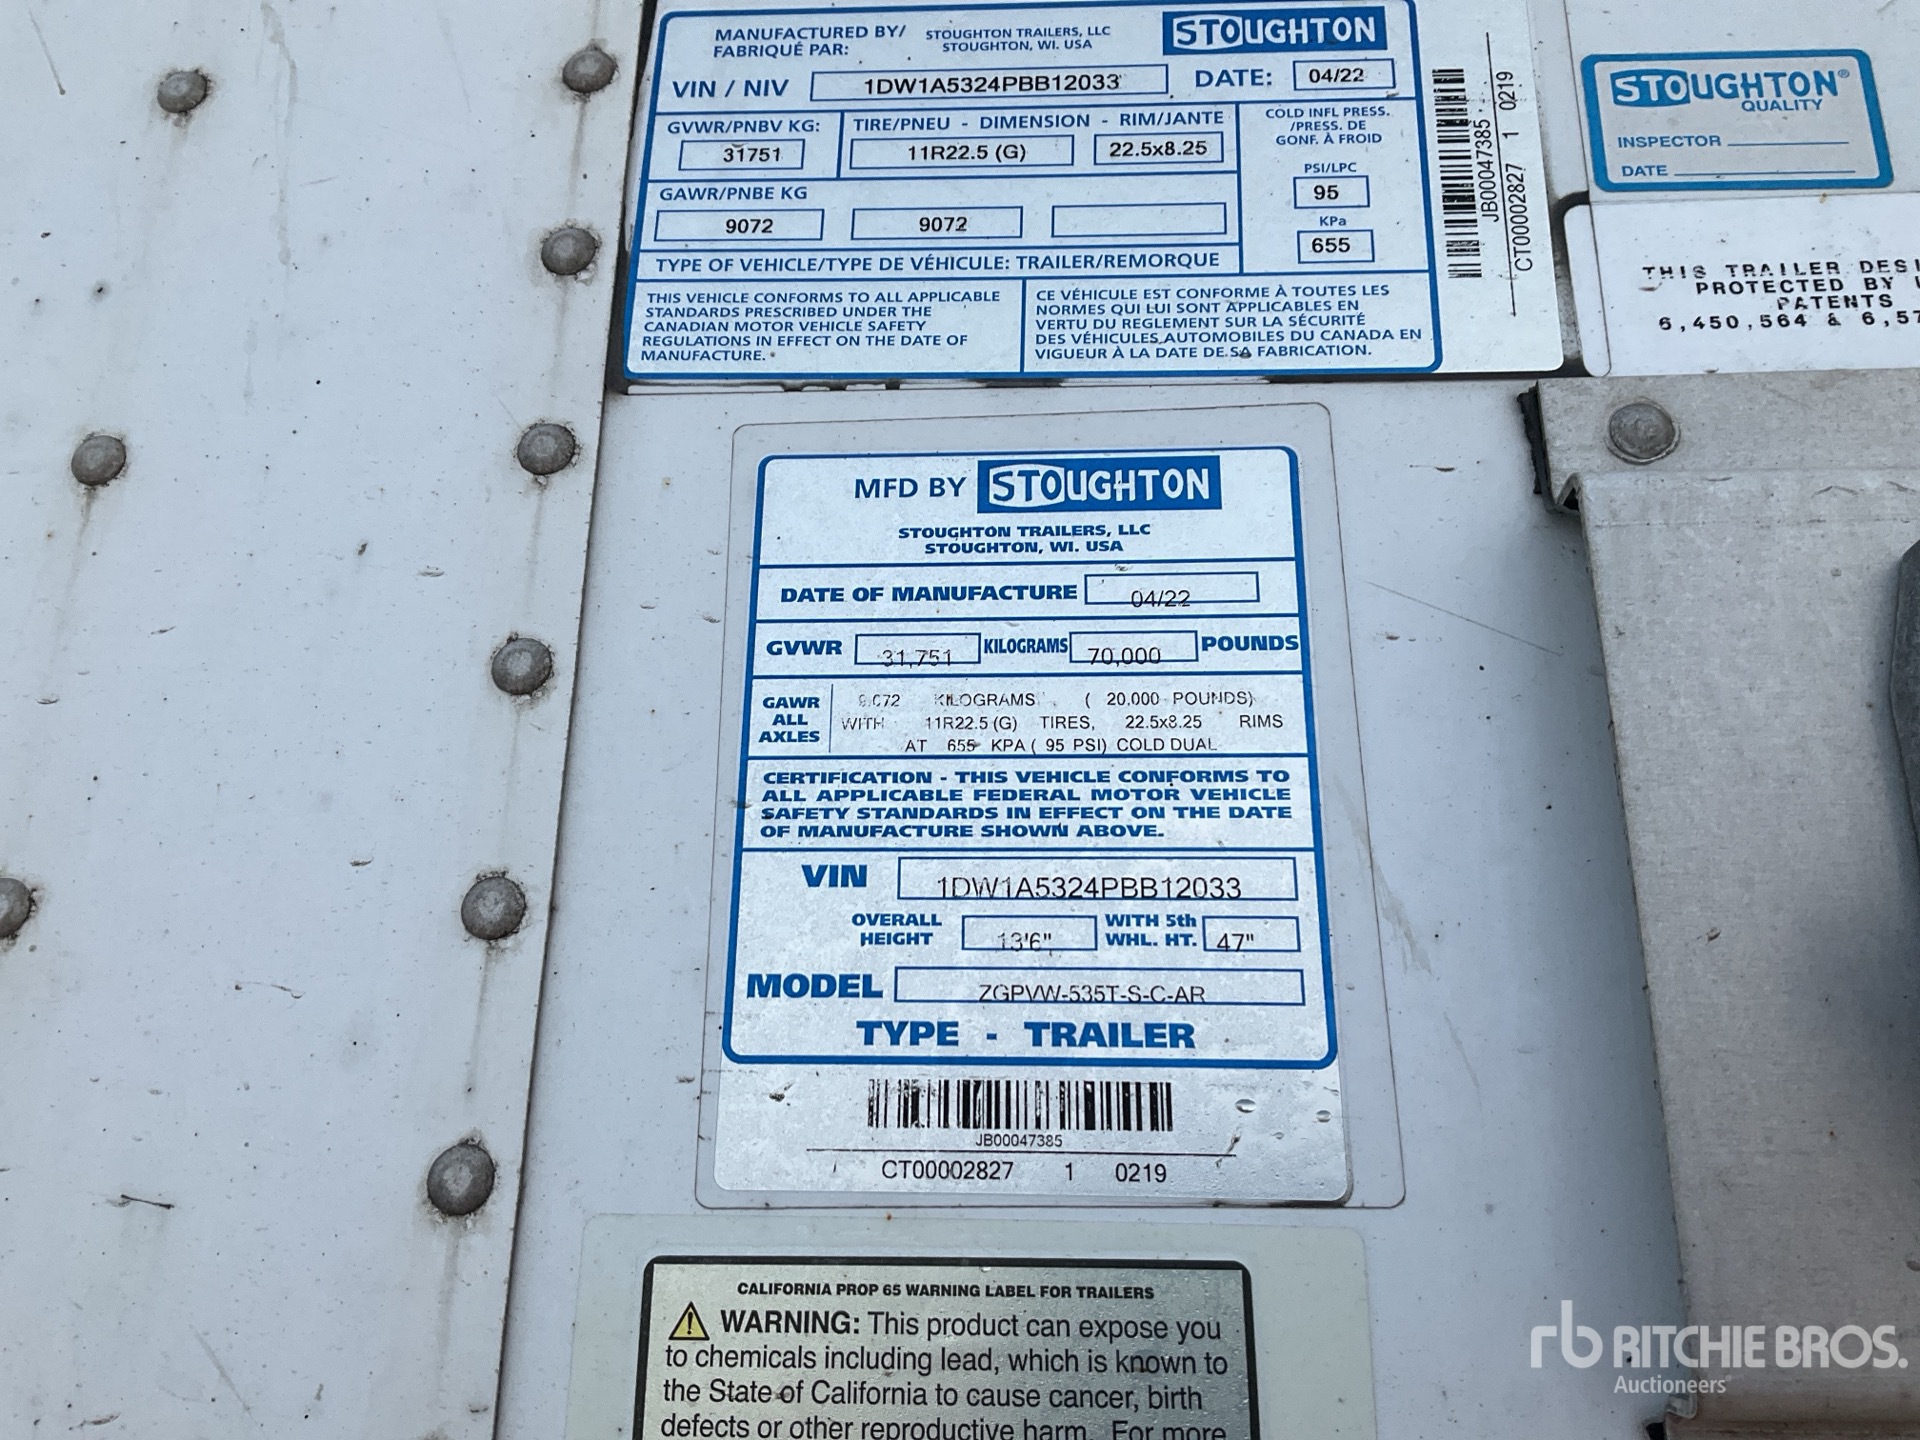 MANUFACTURED BY/ FABRIQUÉ PAR:
STOUGHTON TRAILERS, LLC
STOUGHTON, WI. USA
STOUGHTON
VIN / NIV 1DW1A5324PBB12033 DATE: 04/22
GVWR/PNBV KG: 31751
TIRE/PNEU - DIMENSION - RIM/JANTE
11R22.5 (G) 22.5x8.25
GAWR/PNBE KG
9072 9072
COLD INFL PRESS.
/PRESS. DE
GONF. À FROID
PSI/LPC
95
KPa
655
TYPE OF VEHICLE/TYPE DE VÉHICULE: TRAILER/REMORQUE
THIS VEHICLE CONFORMS TO ALL APPLICABLE
STANDARDS PRESCRIBED UNDER THE
CANADIAN MOTOR VEHICLE SAFETY
REGULATIONS IN EFFECT ON THE DATE OF
MANUFACTURE.
CE VÉHICULE EST CONFORME À TOUTES LES
NORMES QUI LUI SONT APPLICABLES EN
VERTU DU REGLEMENT SUR LA SÉCURITÉ
DES VÉHICULES AUTOMOBILES DU CANADA EN
VIGUEUR À LA DATE DE SA FABRICATION.
JB00047385
CT00002827 1 0219
STOUGHTON®
QUALITY
INSPECTOR
DATE
THIS TRAILER
PROTECTED BY
PATENTS
6,450,564 &
MFD BY STOUGHTON
STOUGHTON TRAILERS, LLC
STOUGHTON, WI. USA
DATE OF MANUFACTURE 04/22
GVWR 31,751 KILOGRAMS 70,000 POUNDS
GAWR
ALL
AXLES
9,072 KILOGRAMS ( 20,000 POUNDS)
WITH 11R22.5 (G) TIRES, 22.5x8.25 RIMS
AT 655 KPA ( 95 PSI) COLD DUAL
CERTIFICATION - THIS VEHICLE CONFORMS TO
ALL APPLICABLE FEDERAL MOTOR VEHICLE
SAFETY STANDARDS IN EFFECT ON THE DATE
OF MANUFACTURE SHOWN ABOVE.
VIN 1DW1A5324PBB12033
OVERALL HEIGHT 13'6" WITH 5th WHL. HT. 47"
MODEL ZGPVW-535T-S-C-AR
TYPE - TRAILER
JB00047385
CT00002827 1 0219
CALIFORNIA PROP 65 WARNING LABEL FOR TRAILERS
WARNING: This product can expose you
to chemicals including lead, which is known to
the State of California to cause cancer, birth
defects or other reproductive harm. For more
rb RITCHIE BROS.
Auctioneers